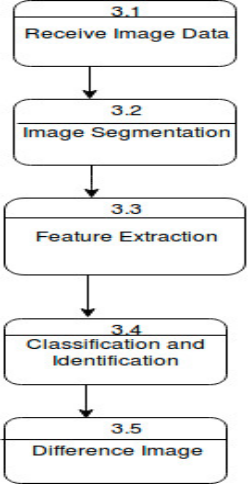 3.1
Receive Image Data
3.2
Image Segmentation
3.3
Feature Extraction
3.4
Classification and
Identification
3.5
Difference Image